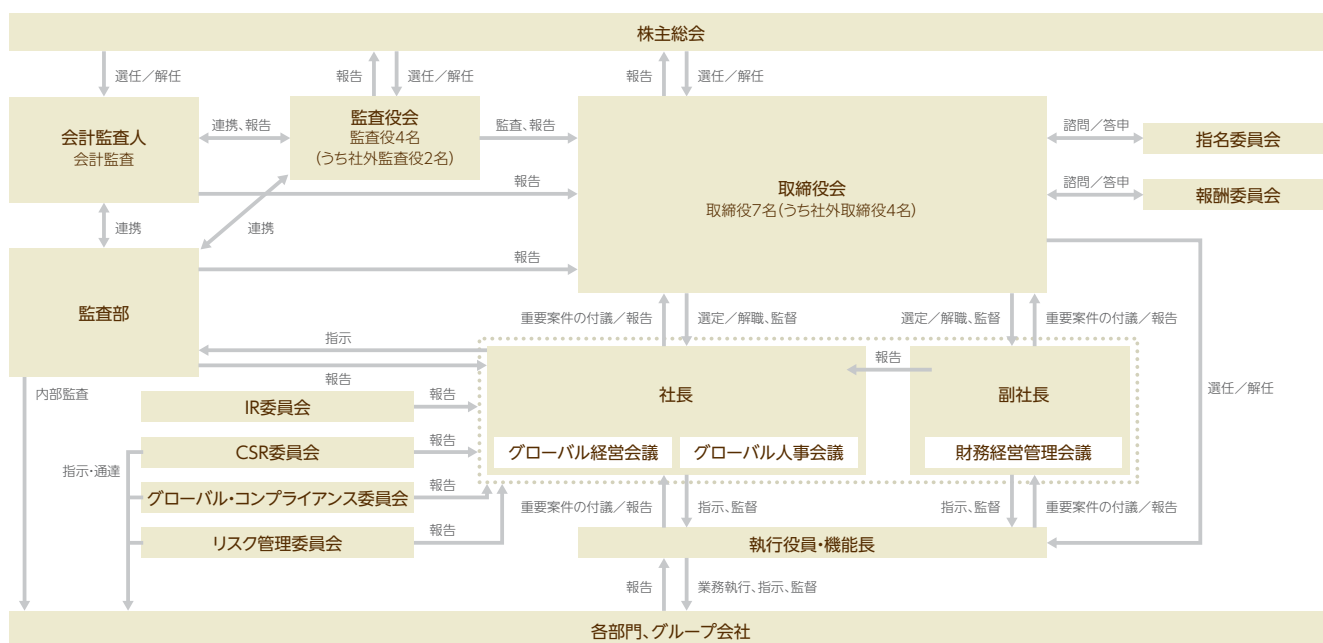 株主総会
選任／解任
報告
選任／解任
報告
選任／解任
会計監査人
会計監査
連携、報告
監査役会
監査役4名
(うち社外監査役2名)
監査、報告
取締役会
取締役7名(うち社外取締役4名)
諮問／答申
指名委員会
諮問／答申
報酬委員会
報告
連携
連携
報告
監査部
重要案件の付議／報告
選定／解職、監督
選定／解職、監督
重要案件の付議／報告
指示
報告
内部監査
社長
報告
副社長
選任／解任
IR委員会
報告
CSR委員会
報告
グローバル経営会議
グローバル人事会議
財務経営管理会議
指示・通達
グローバル・コンプライアンス委員会
報告
重要案件の付議／報告
指示、監督
指示、監督
重要案件の付議／報告
リスク管理委員会
報告
執行役員・機能長
報告
業務執行、指示、監督
各部門、グループ会社